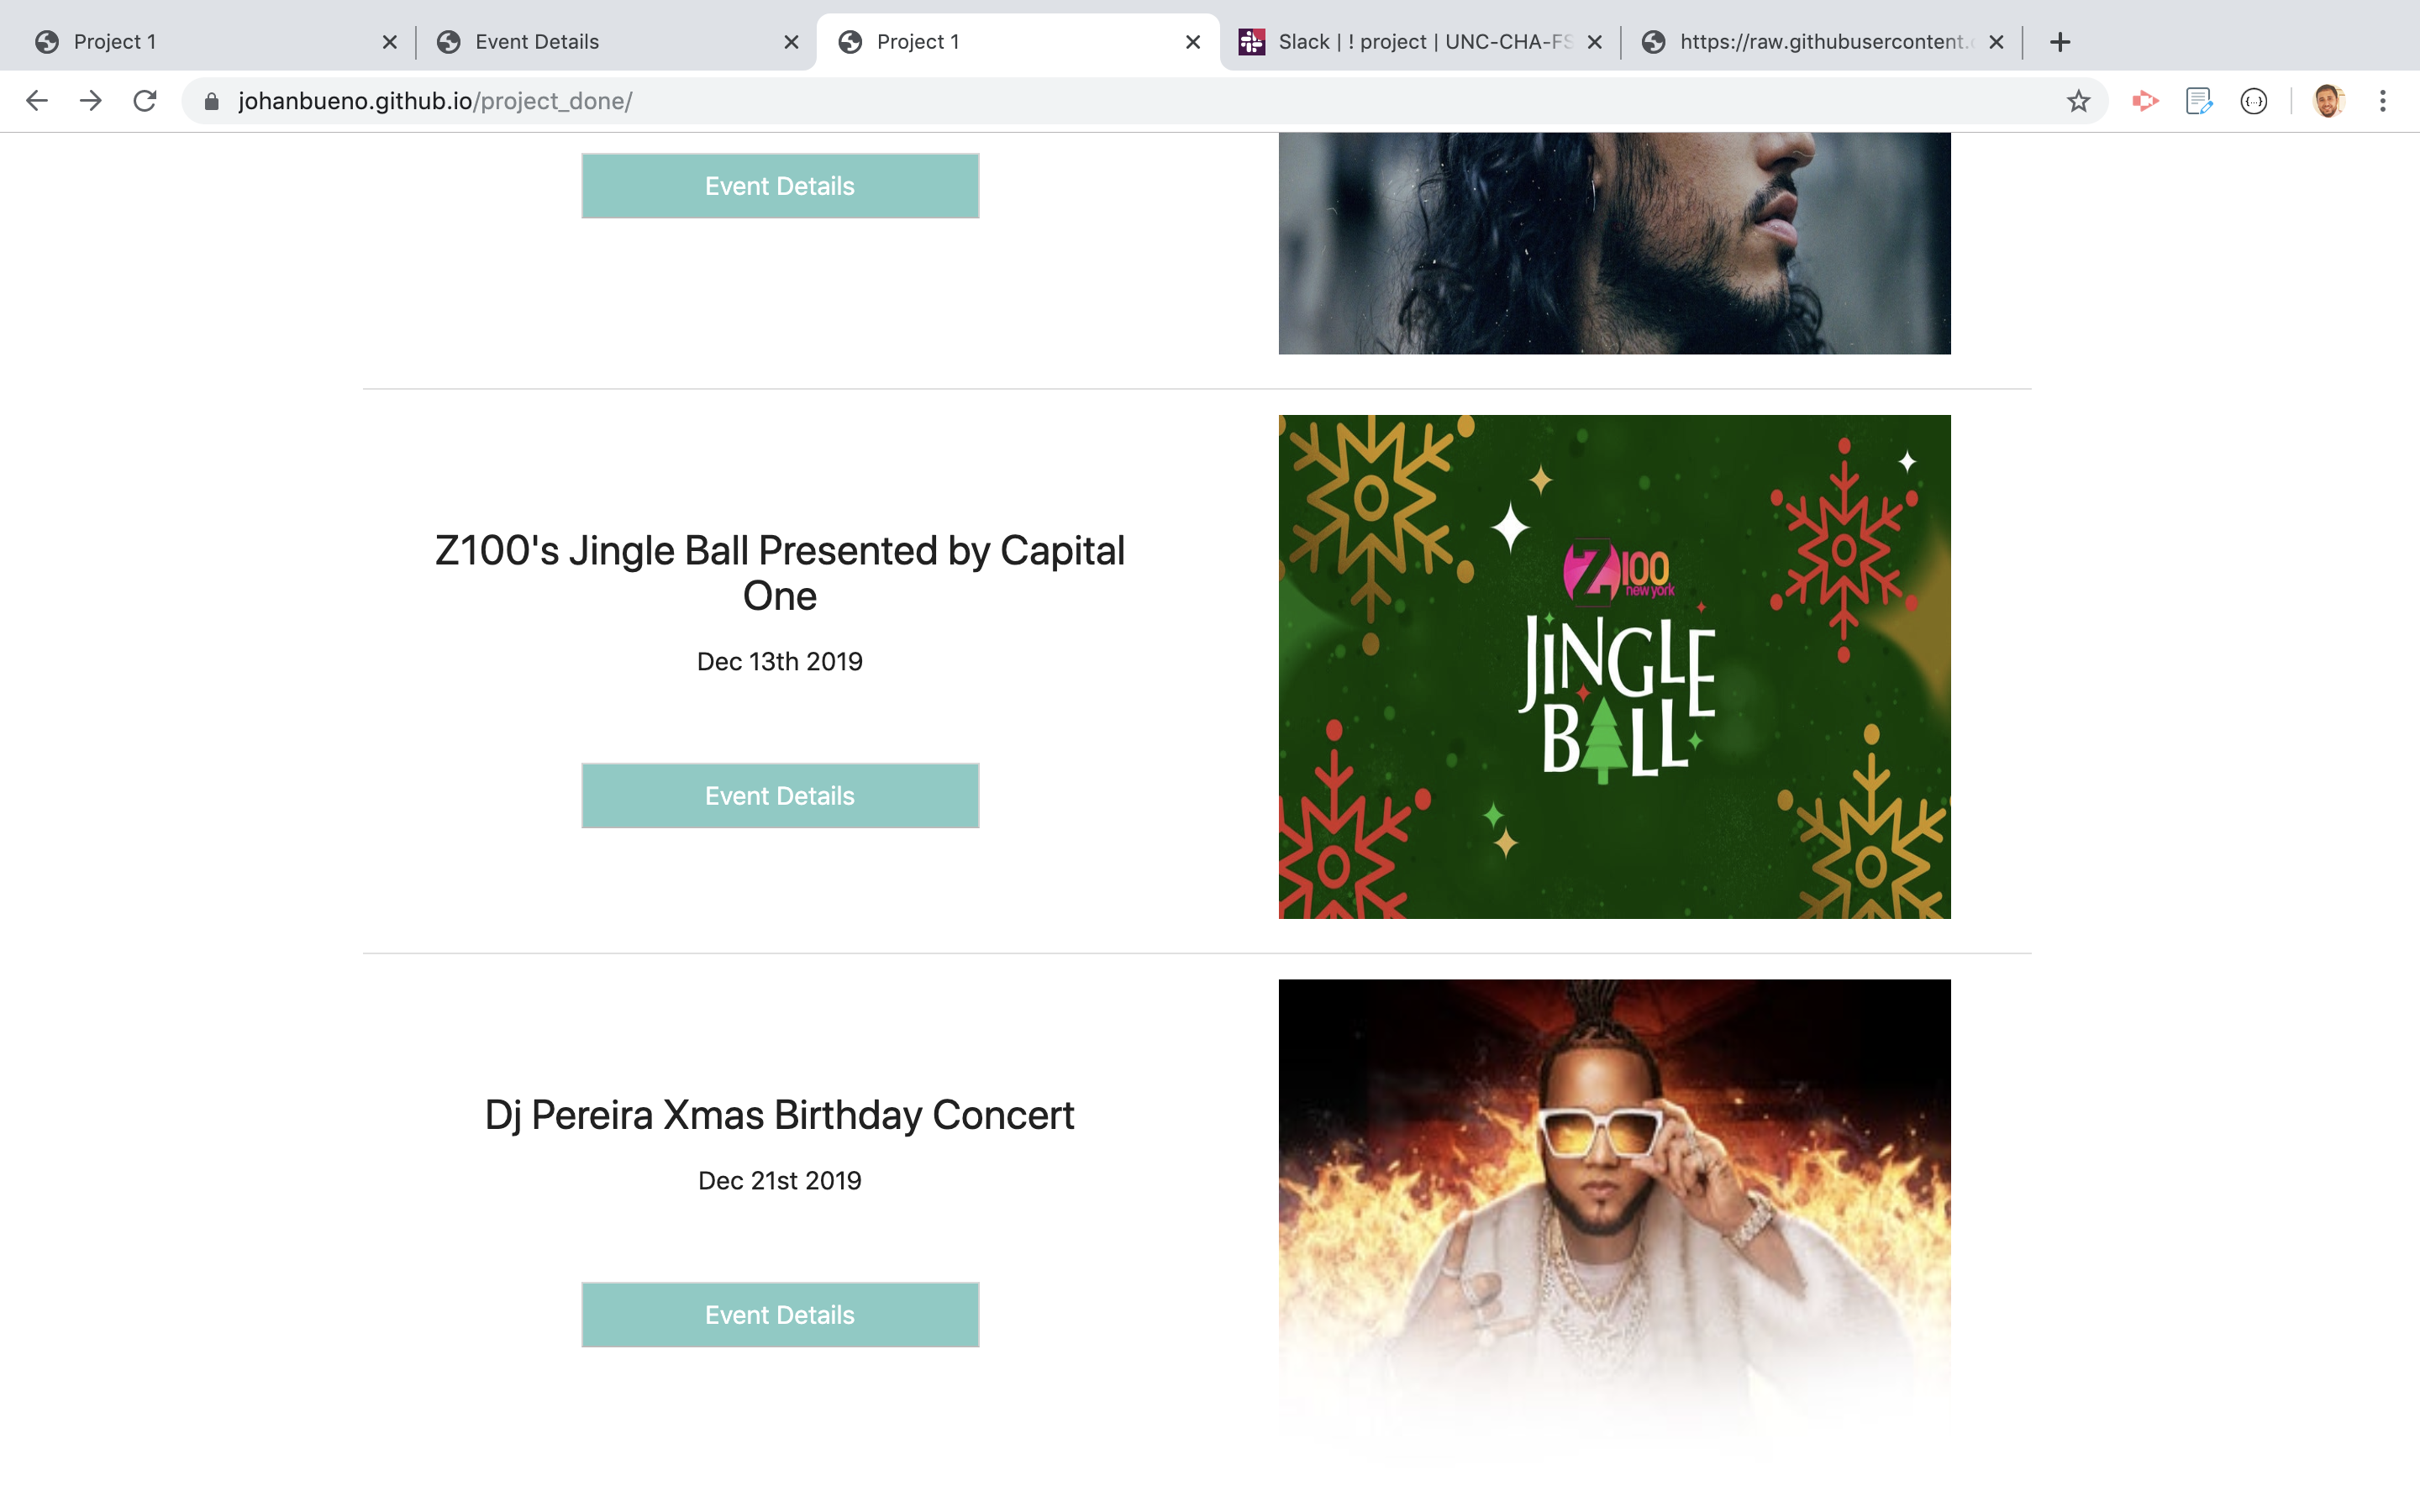 Project 1
Event Details
Project 1
Slack | ! project | UNC-CHA-FS
https://raw.githubusercontent.
johanbueno.github.io/project_done/
Event Details
Z100's Jingle Ball Presented by Capital
One
Dec 13th 2019
Event Details
Z100
new york
JINGLE
BALL
Dj Pereira Xmas Birthday Concert
Dec 21st 2019
Event Details